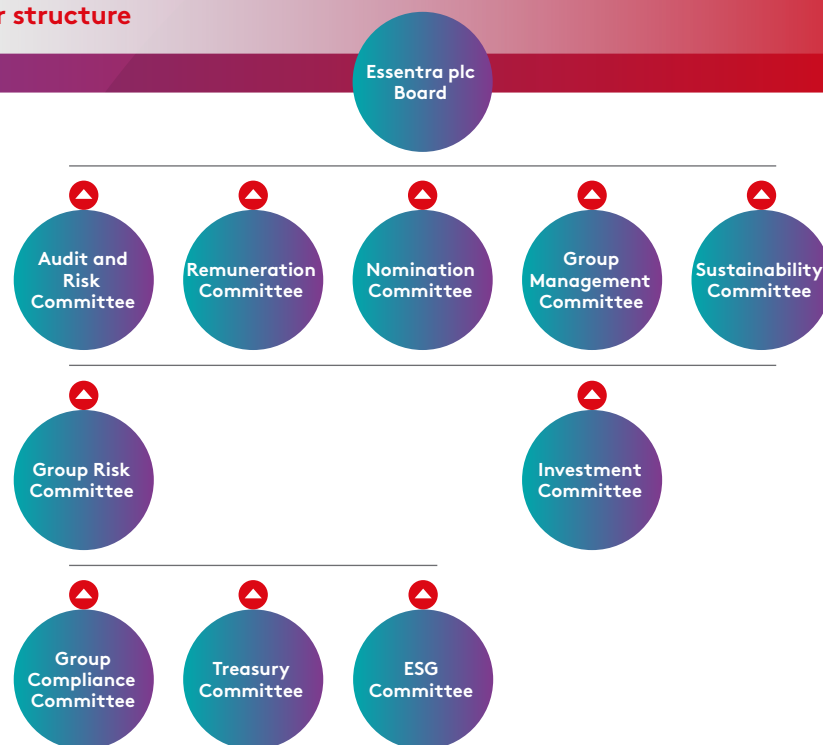 r structure
Essentra plc
Board
Audit and
Risk
Committee
Remuneration
Committee
Nomination
Committee
Group
Management
Committee
Sustainability
Committee
Group Risk
Committee
Investment
Committee
Group
Compliance
Committee
Treasury
Committee
ESG
Committee